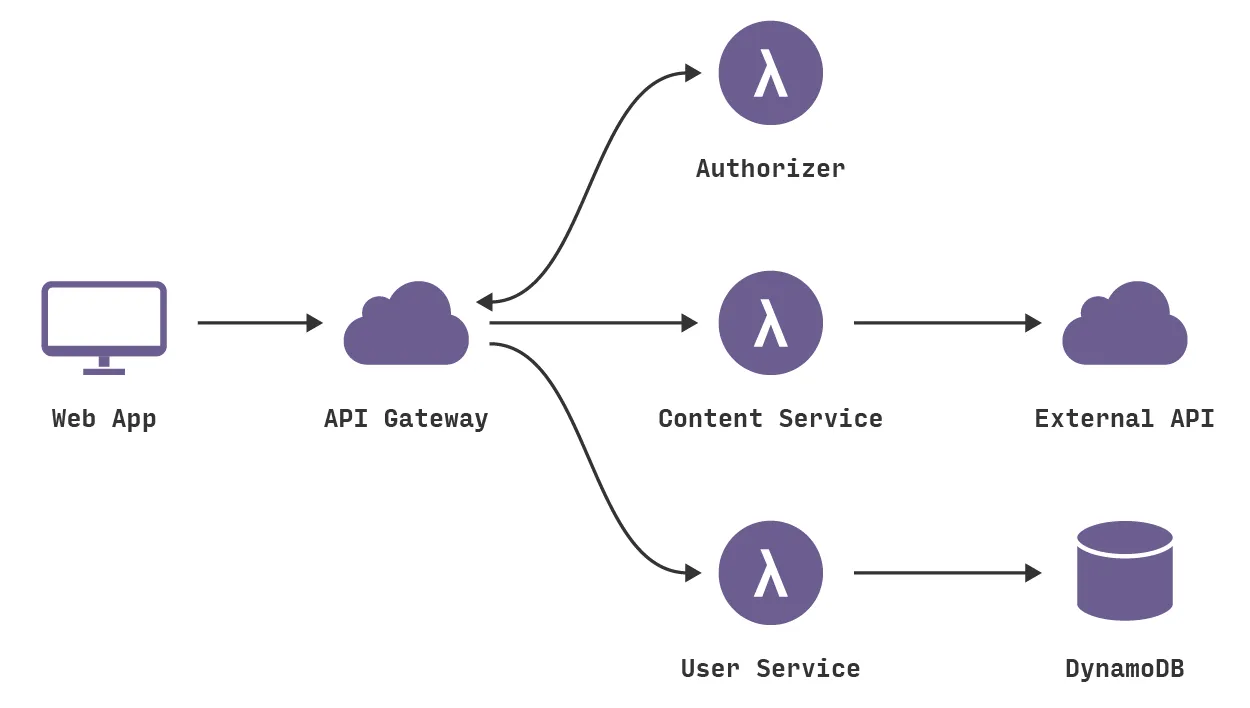 λ
Authorizer
λ
Web App
API Gateway
Content Service
External API
λ
User Service
DynamoDB